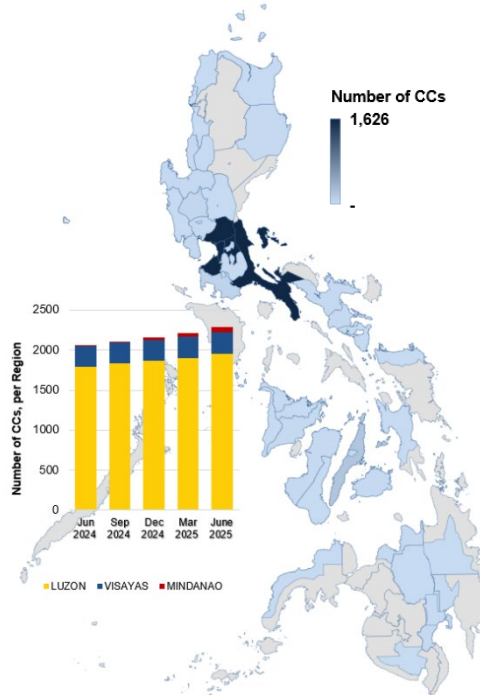 Number of CCs
1,626
-
Number of CCs, per Region
2500
2000
1500
1000
500
0
Jun
2024
Sep
2024
Dec
2024
Mar
2025
June
2025
LUZON
VISAYAS
MINDANAO